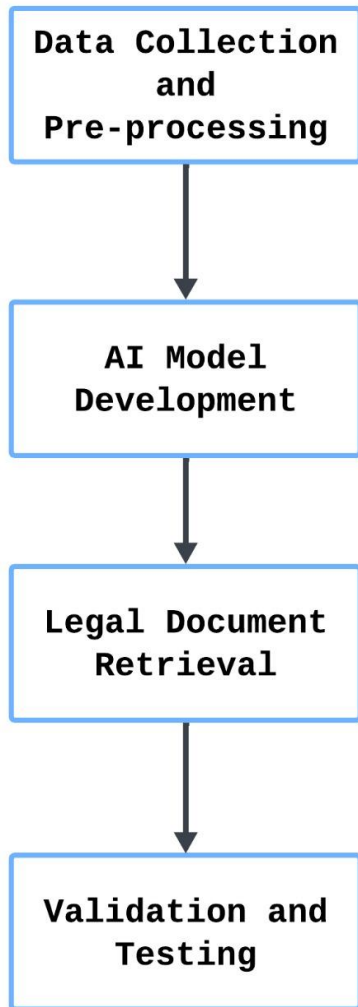 Data Collection
and
Pre-processing
AI Model
Development
Legal Document
Retrieval
Validation and
Testing